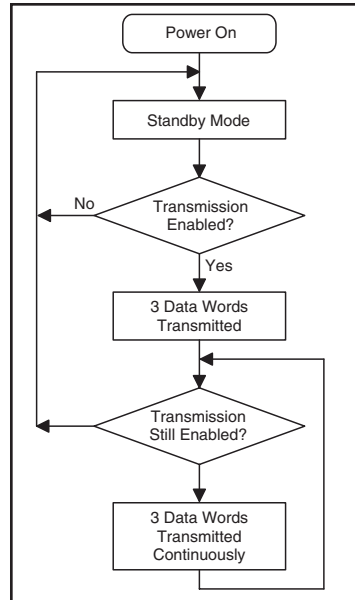 Power On
Standby Mode
Transmission
Enabled?
No
Yes
3 Data Words
Transmitted
Transmission
Still Enabled?
3 Data Words
Transmitted
Continuously